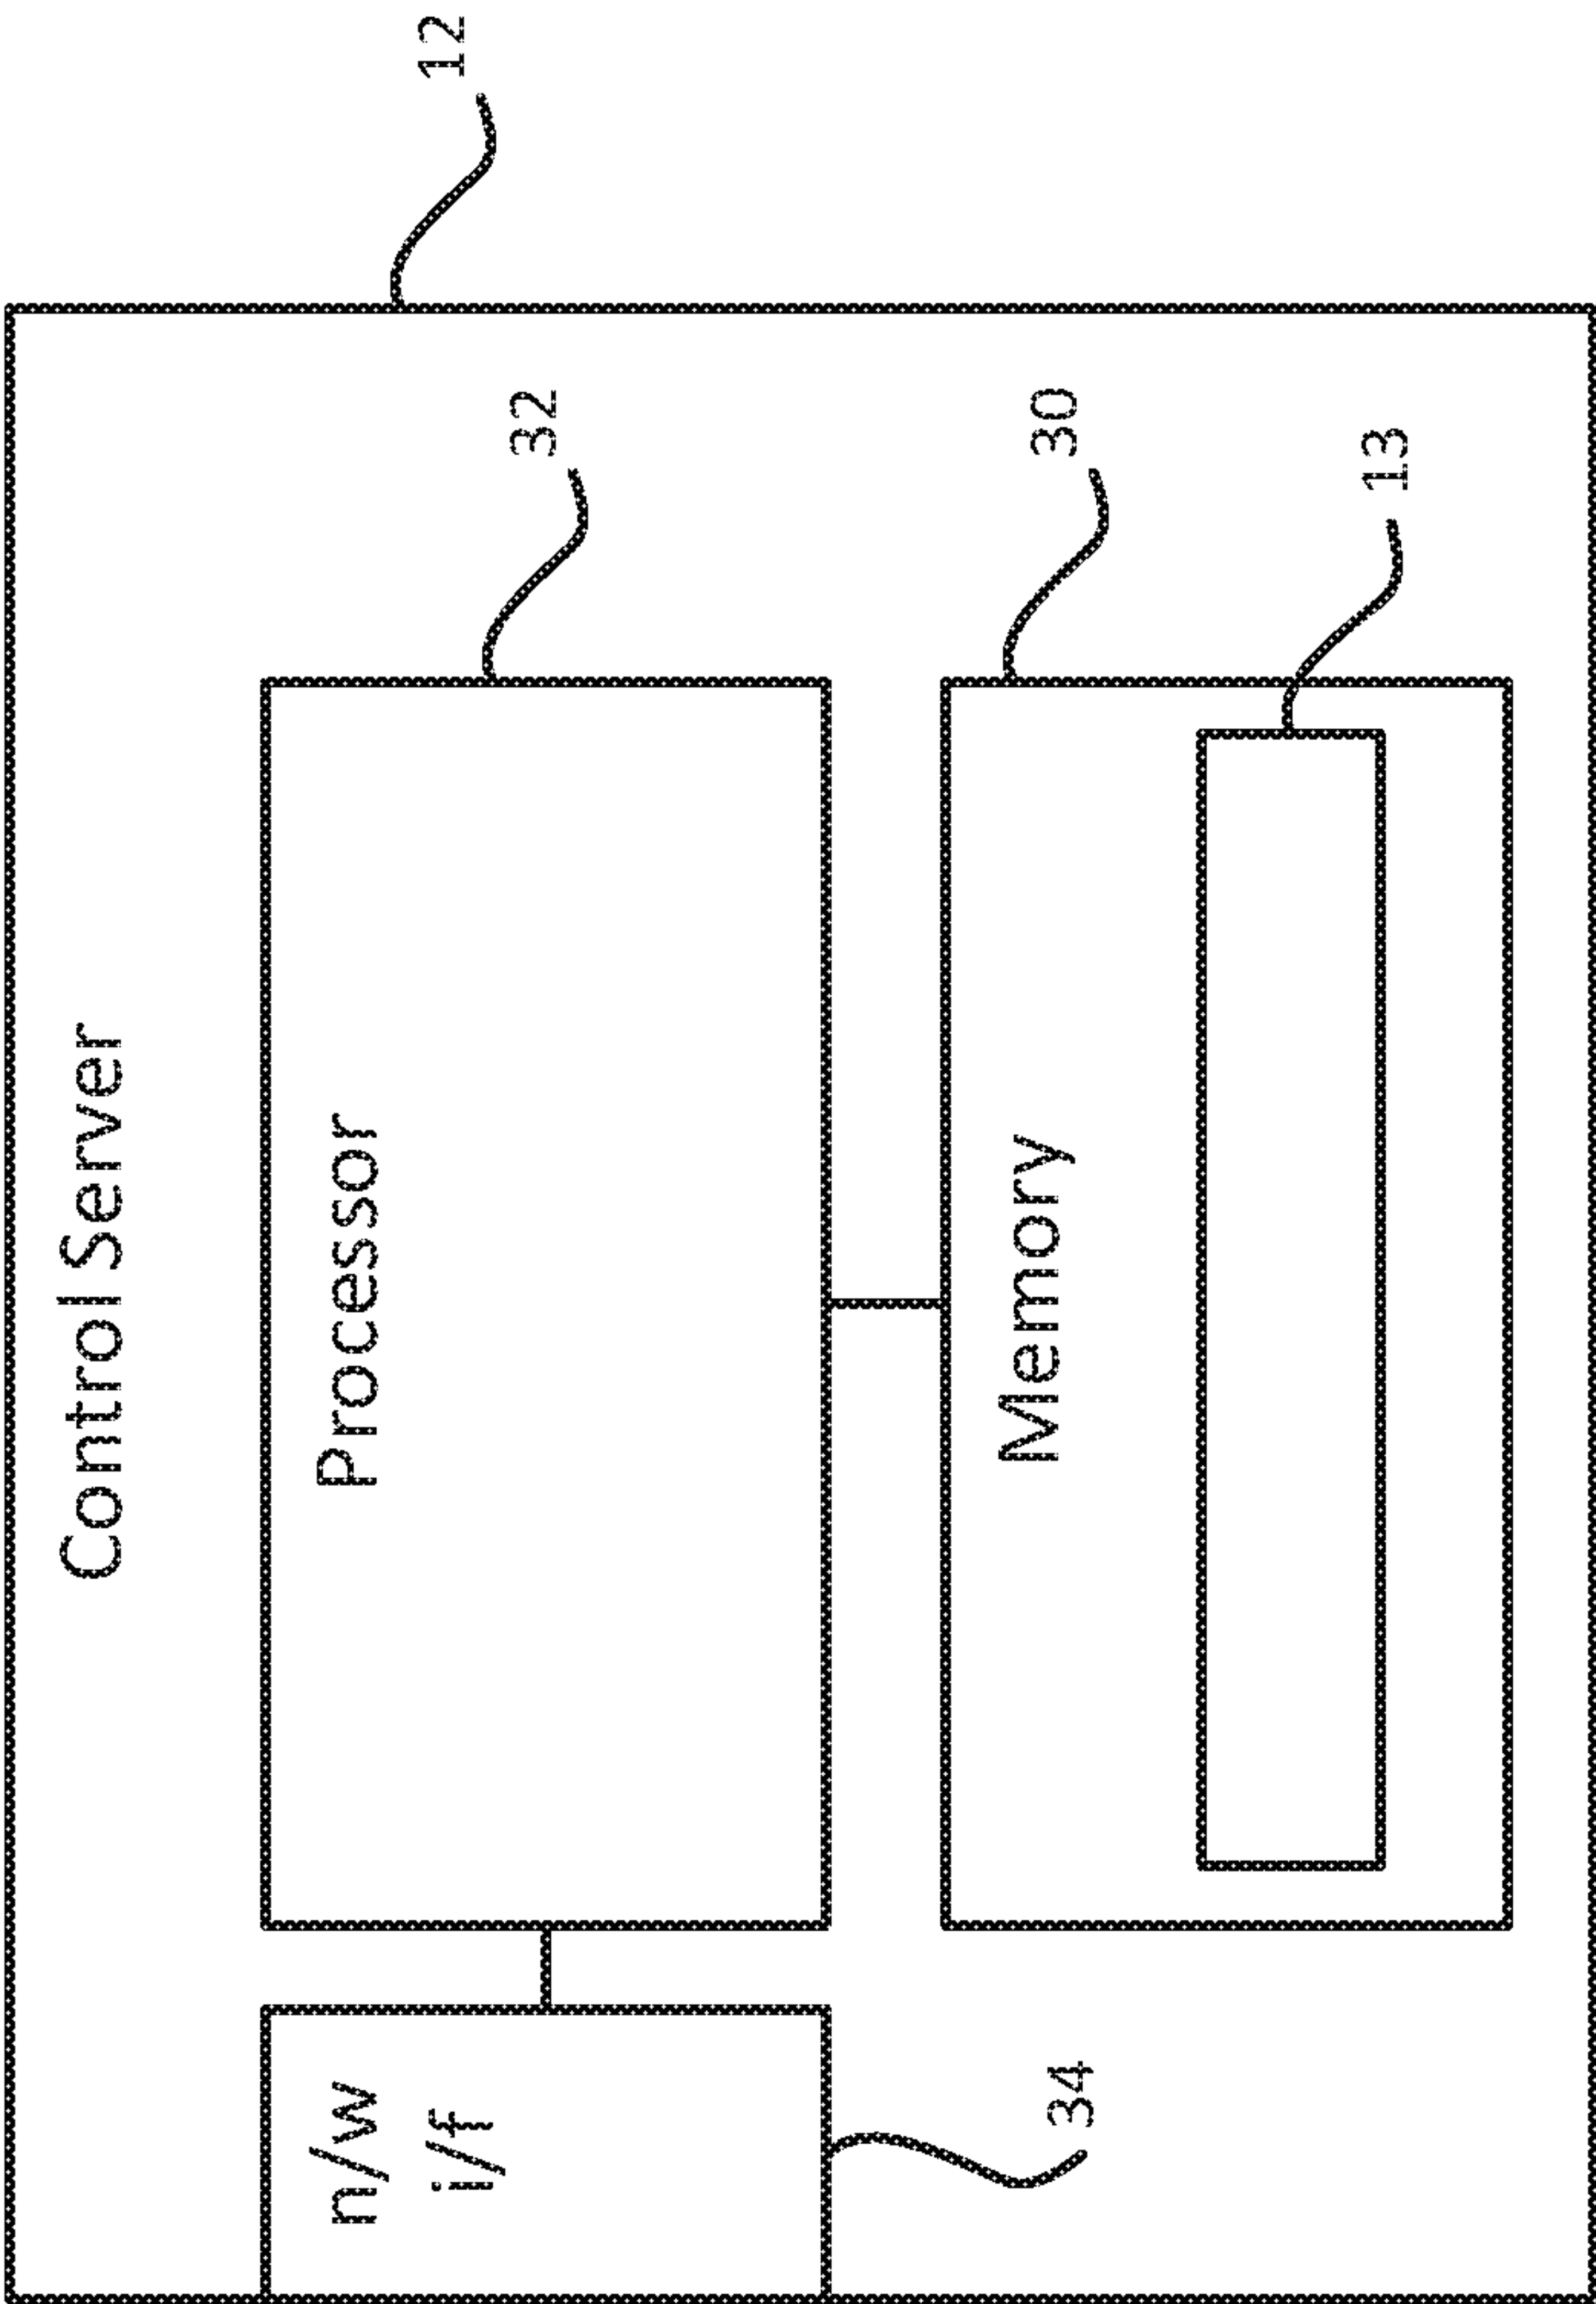 Control Server
12
n/w
i/f
Processor
32
34
Memory
30
13